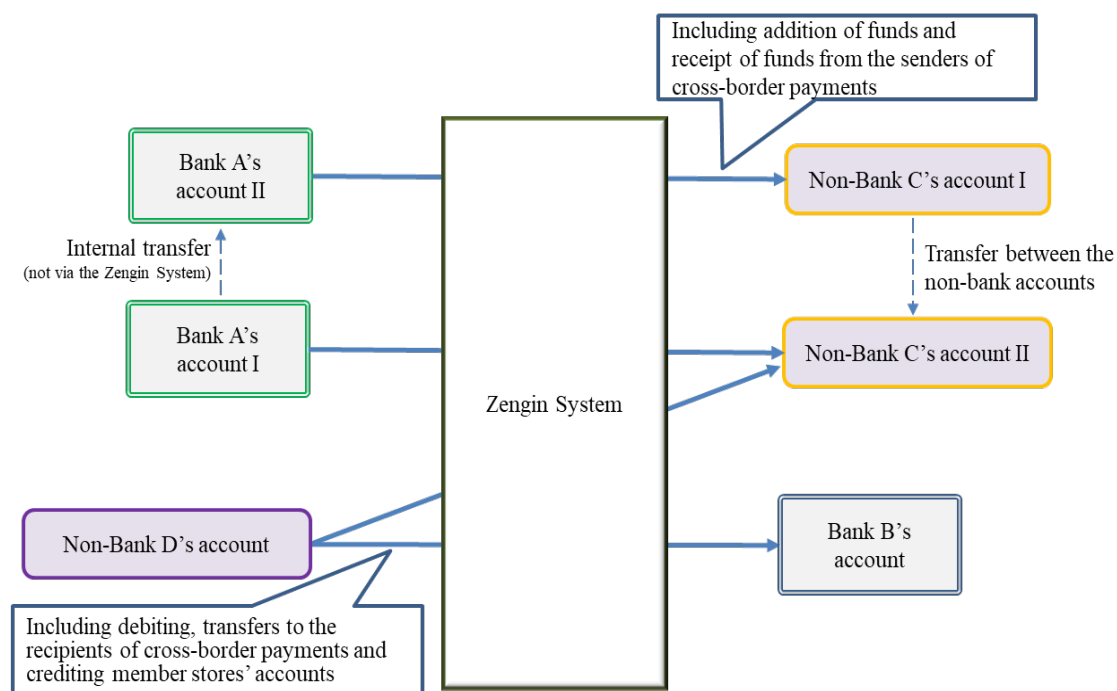 Including addition of funds and
receipt of funds from the senders of
cross-border payments
Bank A’s
account II
Non-Bank C’s account I
Internal transfer
(not via the Zengin System)
Transfer between the
non-bank accounts
Bank A’s
account I
Non-Bank C’s account II
Zengin System
Non-Bank D’s account
Bank B’s
account
Including debiting, transfers to the
recipients of cross-border payments and
crediting member stores’ accounts